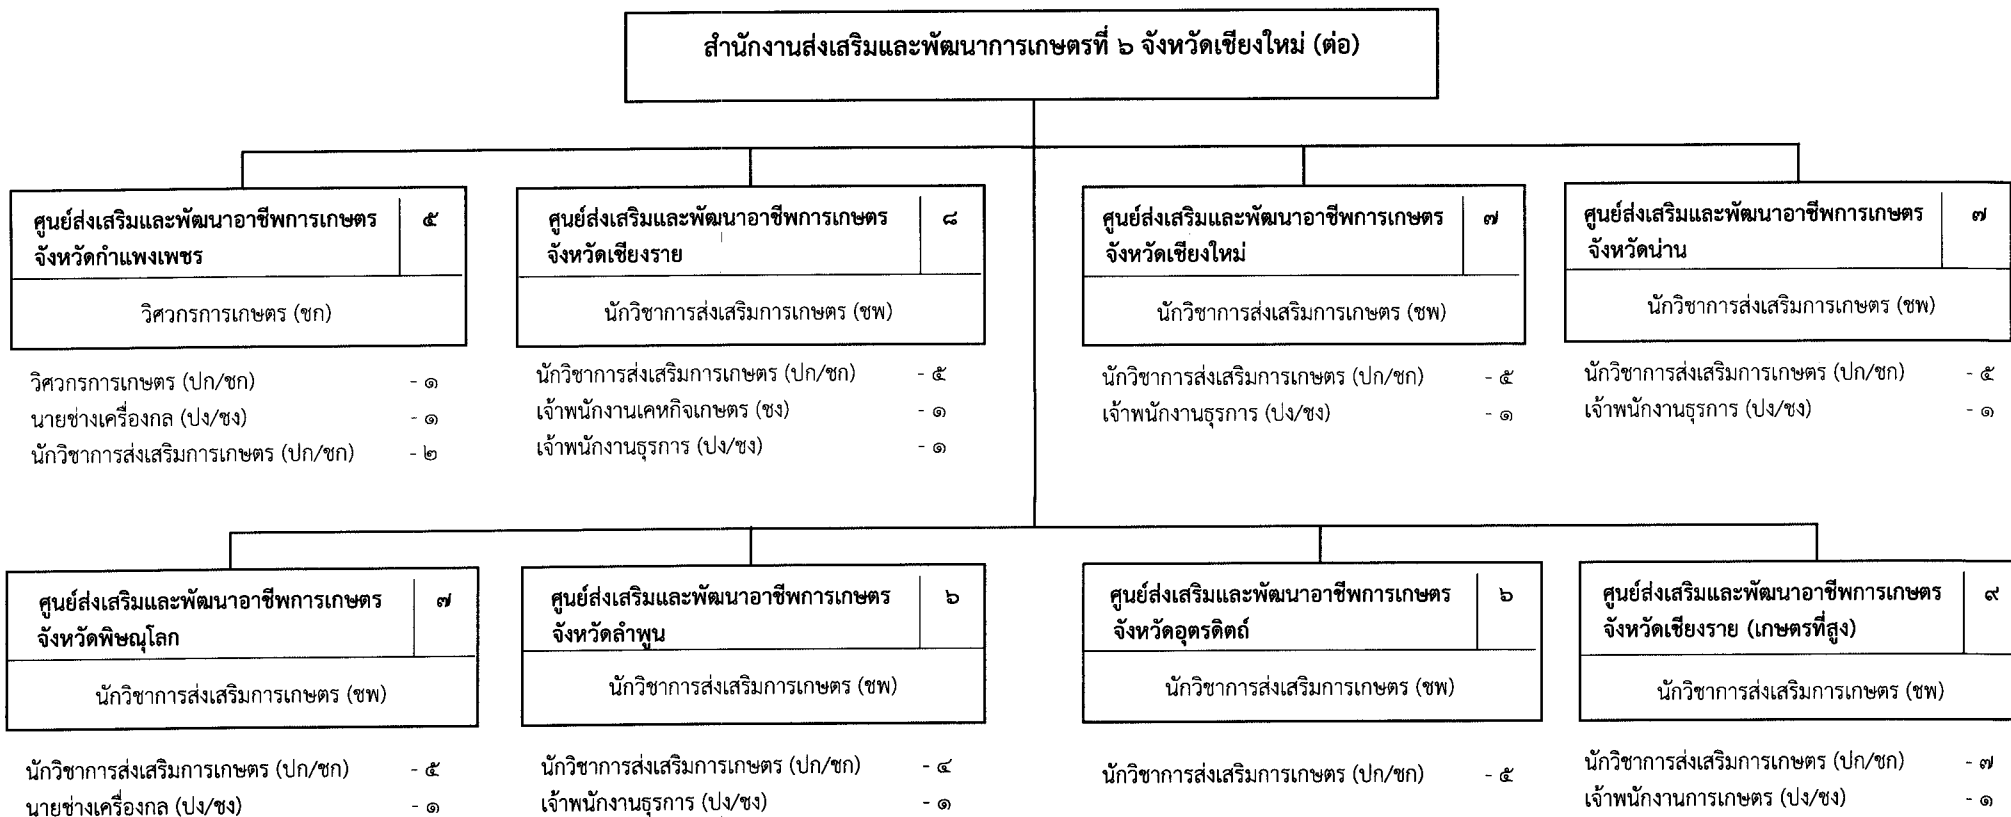 สำนักงานส่งเสริมและพัฒนาการเกษตรที่ ๖ จังหวัดเชียงใหม่ (ต่อ)
ศูนย์ส่งเสริมและพัฒนาอาชีพการเกษตร ๕
จังหวัดกำแพงเพชร
วิศวกรการเกษตร (ชก)
วิศวกรการเกษตร (ปก/ชก) - ๑
นายช่างเครื่องกล (ปง/ชง) - ๑
นักวิชาการส่งเสริมการเกษตร (ปก/ชก) - ๒
ศูนย์ส่งเสริมและพัฒนาอาชีพการเกษตร ๘
จังหวัดเชียงราย
นักวิชาการส่งเสริมการเกษตร (ชพ)
นักวิชาการส่งเสริมการเกษตร (ปก/ชก) - ๕
เจ้าพนักงานเคหกิจเกษตร (ชง) - ๑
เจ้าพนักงานธุรการ (ปง/ชง) - ๑
ศูนย์ส่งเสริมและพัฒนาอาชีพการเกษตร ๗
จังหวัดเชียงใหม่
นักวิชาการส่งเสริมการเกษตร (ชพ)
นักวิชาการส่งเสริมการเกษตร (ปก/ชก) - ๕
เจ้าพนักงานธุรการ (ปง/ชง) - ๑
ศูนย์ส่งเสริมและพัฒนาอาชีพการเกษตร ๗
จังหวัดน่าน
นักวิชาการส่งเสริมการเกษตร (ชพ)
นักวิชาการส่งเสริมการเกษตร (ปก/ชก) - ๕
เจ้าพนักงานธุรการ (ปง/ชง) - ๑
ศูนย์ส่งเสริมและพัฒนาอาชีพการเกษตร ๗
จังหวัดพิษณุโลก
นักวิชาการส่งเสริมการเกษตร (ชพ)
นักวิชาการส่งเสริมการเกษตร (ปก/ชก) - ๕
นายช่างเครื่องกล (ปง/ชง) - ๑
ศูนย์ส่งเสริมและพัฒนาอาชีพการเกษตร ๖
จังหวัดลำพูน
นักวิชาการส่งเสริมการเกษตร (ชพ)
นักวิชาการส่งเสริมการเกษตร (ปก/ชก) - ๔
เจ้าพนักงานธุรการ (ปง/ชง) - ๑
ศูนย์ส่งเสริมและพัฒนาอาชีพการเกษตร ๖
จังหวัดอุตรดิตถ์
นักวิชาการส่งเสริมการเกษตร (ชพ)
นักวิชาการส่งเสริมการเกษตร (ปก/ชก) - ๕
ศูนย์ส่งเสริมและพัฒนาอาชีพการเกษตร ๙
จังหวัดเชียงราย (เกษตรที่สูง)
นักวิชาการส่งเสริมการเกษตร (ชพ)
นักวิชาการส่งเสริมการเกษตร (ปก/ชก) - ๗
เจ้าพนักงานการเกษตร (ปง/ชง) - ๑